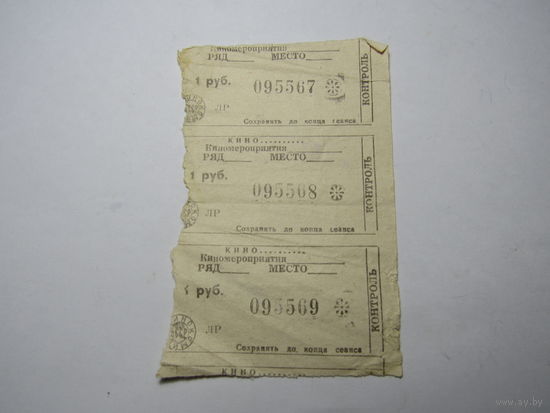 Киномероприятия
РЯД МЕСТО
1 руб. 095567
КОНТРОЛЬ
ЛР
Сохранять до конца сеанса
КИНО..........
Киномероприятия
РЯД МЕСТО
1 руб. 095568
КОНТРОЛЬ
ЛР
Сохранять до конца сеанса
КИНО..........
Киномероприятия
РЯД МЕСТО
руб. 095569
КОНТРОЛЬ
ЛР
Сохранять до конца сеанса
КИНО..........
www.ay.by